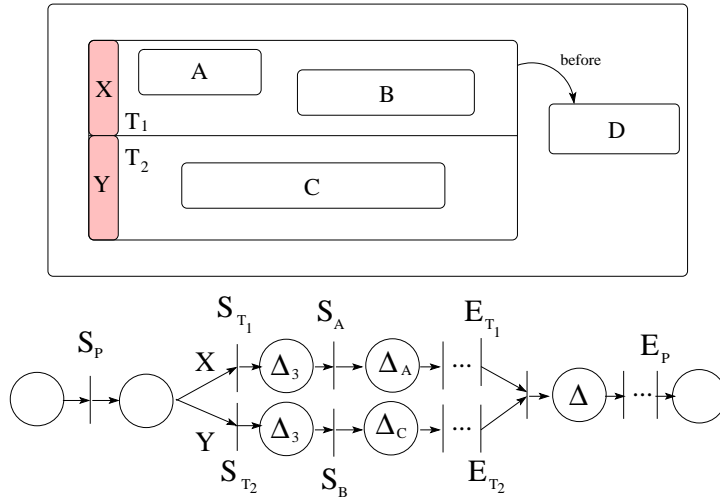 A
X
B
before
T1
D
T2
Y
C
ST1 SA ET1
SP EP
X Δ3 ΔA ...
Δ ...
Y Δ3 ΔC ...
ST2 SB ET2